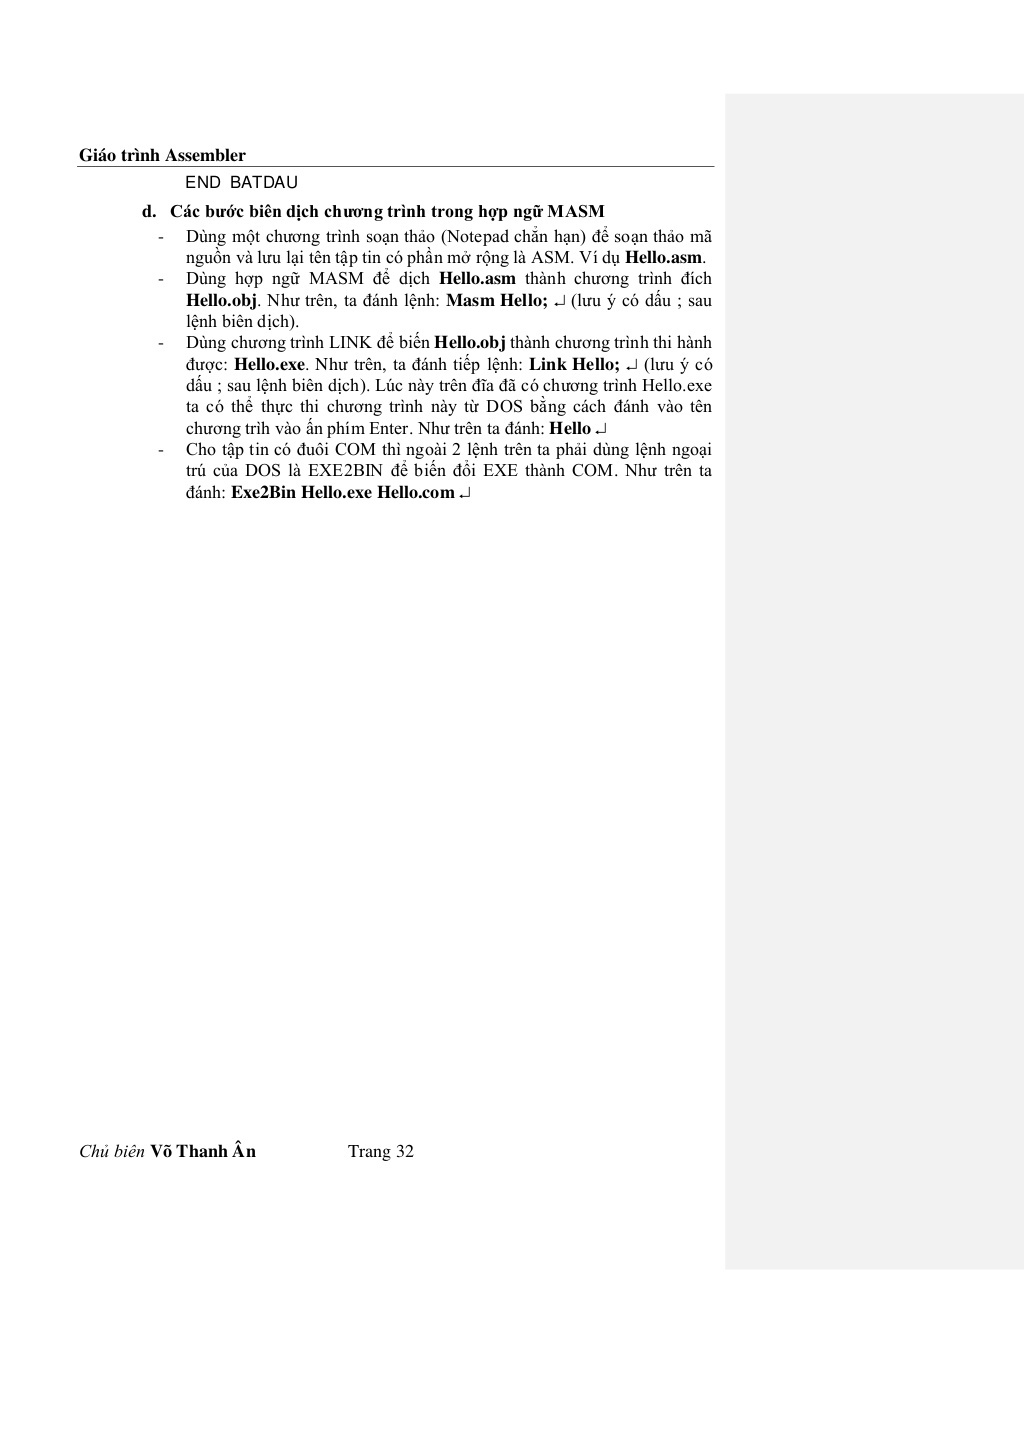 Giáo trình Assembler
END BATDAU
d. Các bước biên dịch chương trình trong hợp ngữ MASM
- Dùng một chương trình soạn thảo (Notepad chẳn hạn) để soạn thảo mã
nguồn và lưu lại tên tập tin có phần mở rộng là ASM. Ví dụ Hello.asm.
- Dùng hợp ngữ MASM để dịch Hello.asm thành chương trình đích
Hello.obj. Như trên, ta đánh lệnh: Masm Hello; ↵ (lưu ý có dấu ; sau
lệnh biên dịch).
- Dùng chương trình LINK để biến Hello.obj thành chương trình thi hành
được: Hello.exe. Như trên, ta đánh tiếp lệnh: Link Hello; ↵ (lưu ý có
dấu ; sau lệnh biên dịch). Lúc này trên đĩa đã có chương trình Hello.exe
ta có thể thực thi chương trình này từ DOS bằng cách đánh vào tên
chương trìh vào ấn phím Enter. Như trên ta đánh: Hello ↵
- Cho tập tin có đuôi COM thì ngoài 2 lệnh trên ta phải dùng lệnh ngoại
trú của DOS là EXE2BIN để biến đổi EXE thành COM. Như trên ta
đánh: Exe2Bin Hello.exe Hello.com ↵
Chủ biên Võ Thanh Ân Trang 32